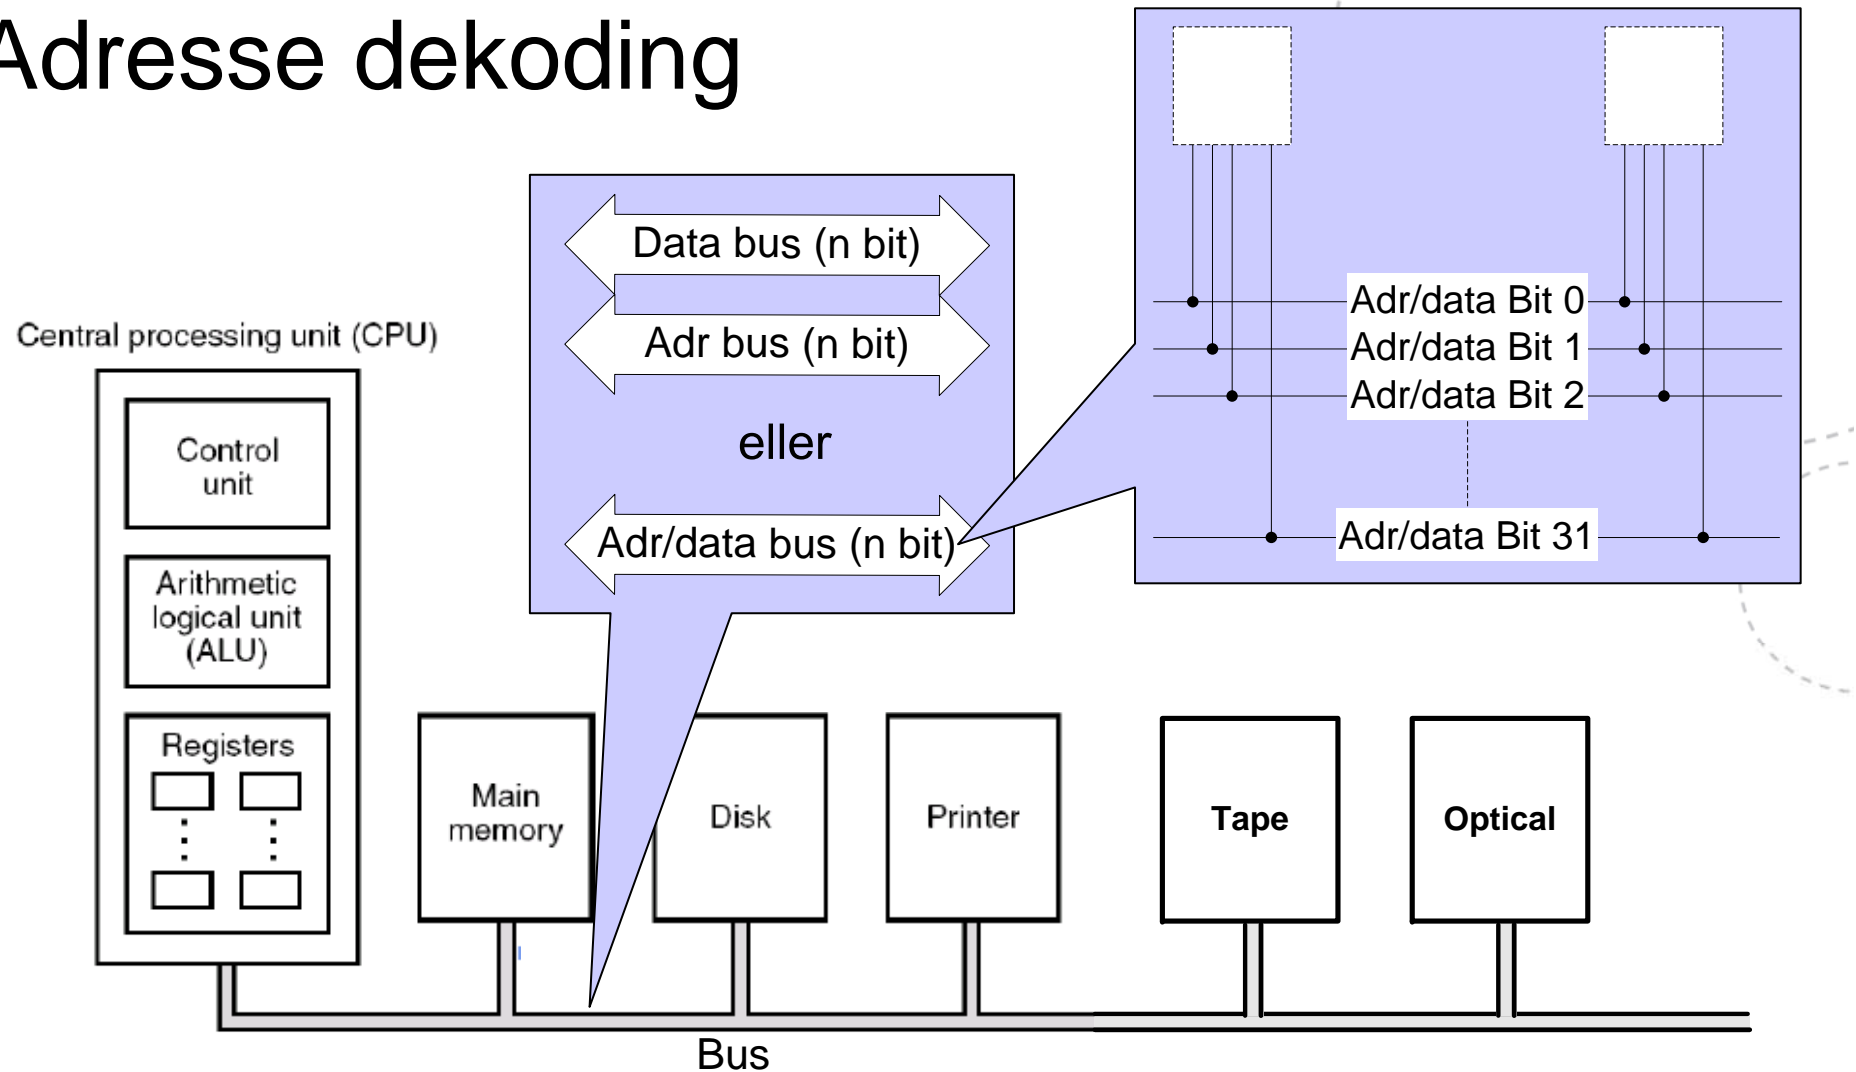 Adresse dekoding
Data bus (n bit)
Adr bus (n bit)
eller
Adr/data bus (n bit)
Adr/data Bit 0
Adr/data Bit 1
Adr/data Bit 2
Adr/data Bit 31
Central processing unit (CPU)
Control
unit
Arithmetic
logical unit
(ALU)
Registers
Main
memory
Disk
Printer
Tape
Optical
Bus